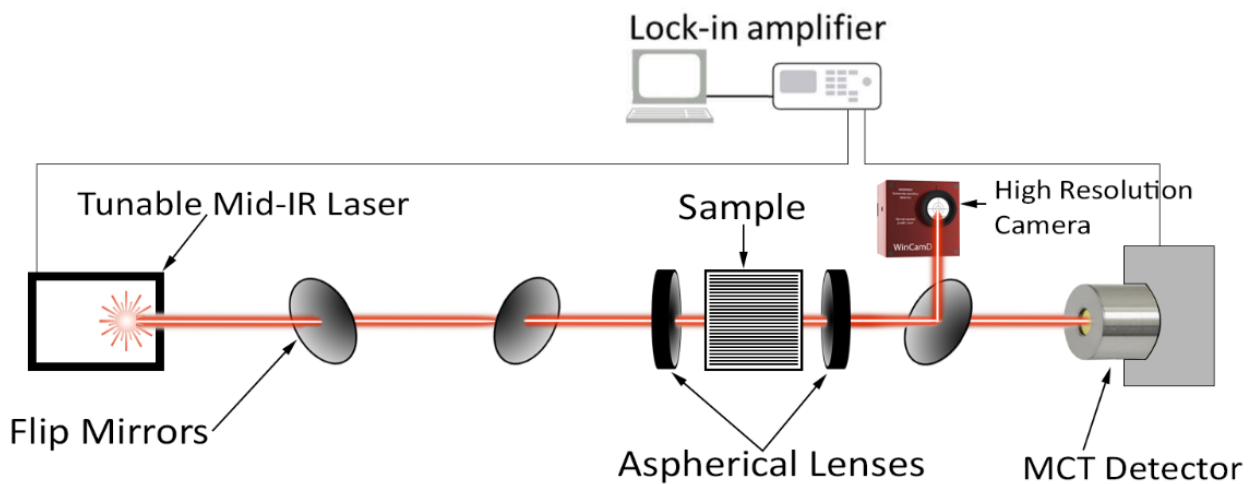 Lock-in amplifier
Tunable Mid-IR Laser
Sample
High Resolution
Camera
WinCamD
Flip Mirrors
Aspherical Lenses
MCT Detector